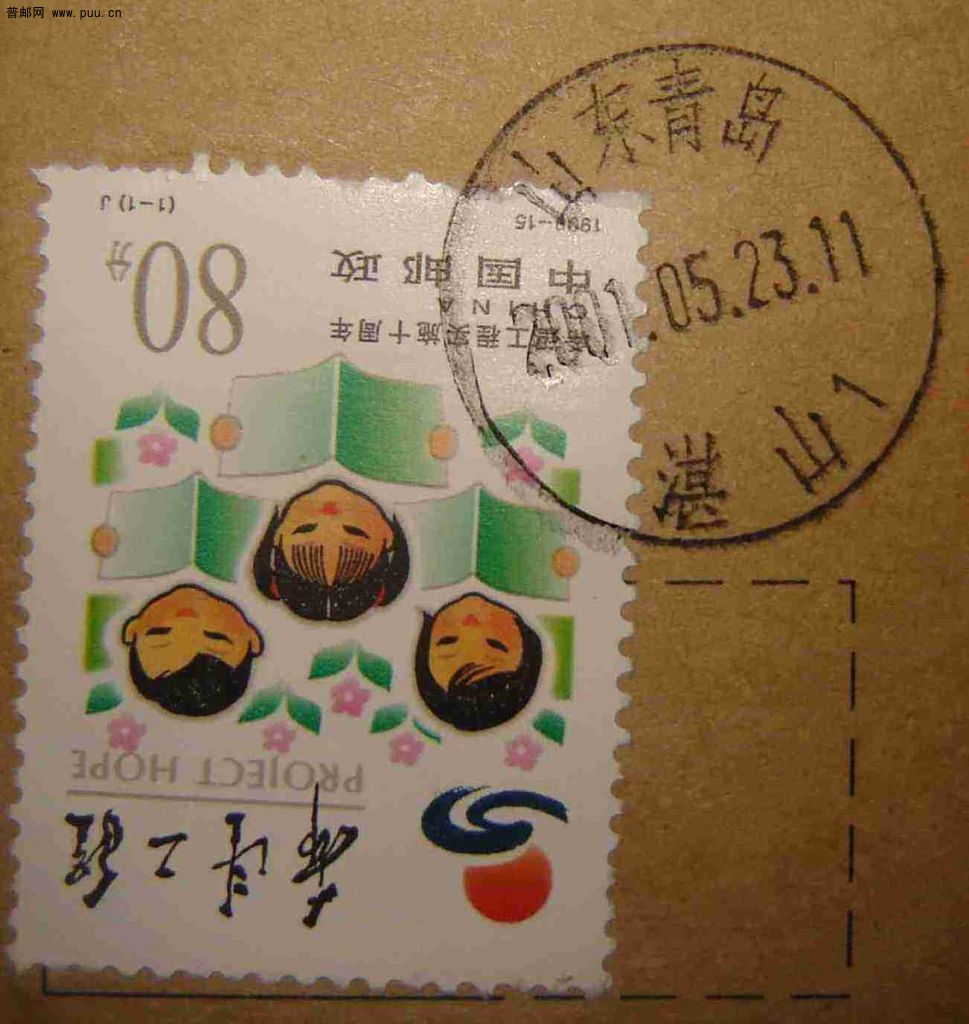 普邮网 www.puu.cn
山东青岛
2001.05.23.11
湛山1
希望工程
PROJECT HOPE
希望工程实施十周年
CHINA
中国邮政
80分
1999-15
(1-1)J